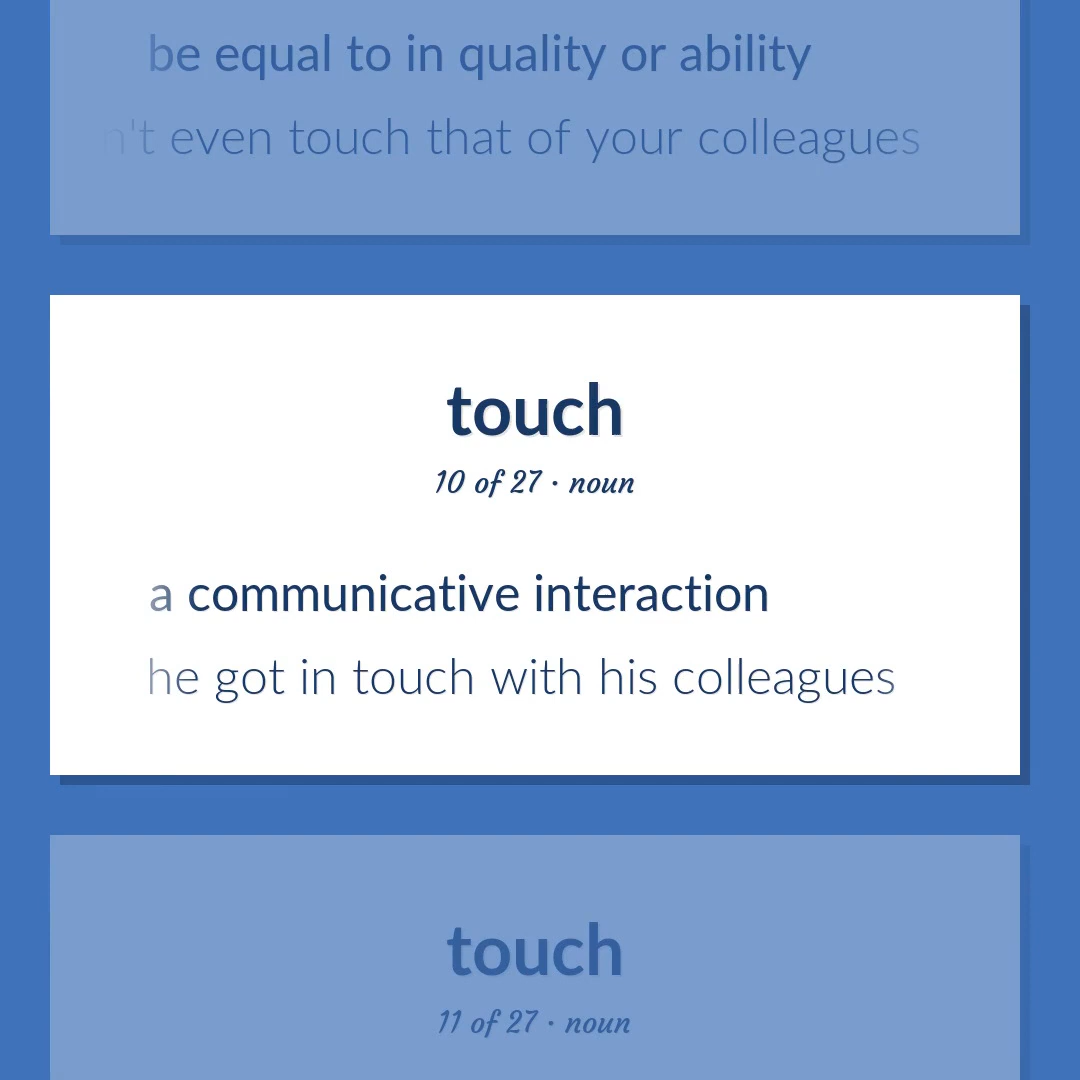 be equal to in quality or ability
n't even touch that of your colleagues
touch
10 of 27 · noun
a communicative interaction
he got in touch with his colleagues
touch
11 of 27 · noun